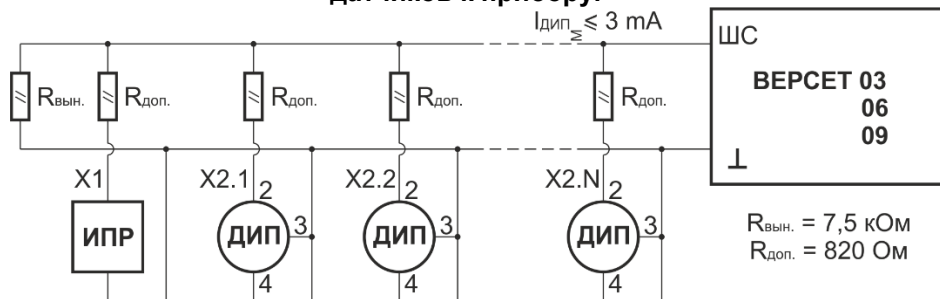 датчиков к прибору.
IДИП м ⩽ 3 mA
ШС
Rвын. Rдоп. Rдоп. Rдоп. Rдоп.
ВЕРСЕТ 03
06
09
⊥
X1 X2.1 X2.2 X2.N
2 2 2
ИПР ДИП 3 ДИП 3 ДИП 3
4 4 4
Rвын. = 7,5 кОм
Rдоп. = 820 Ом